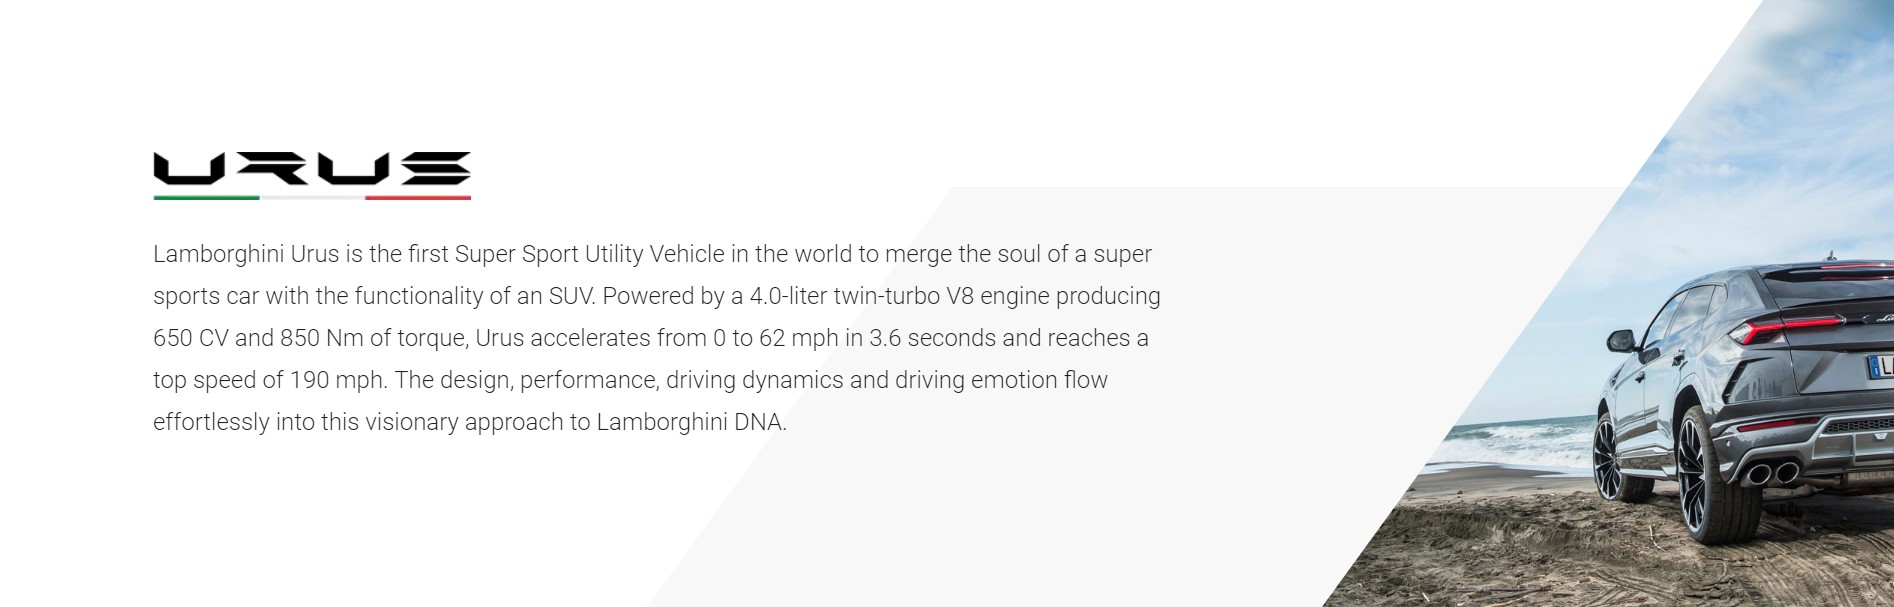 URUS
Lamborghini Urus is the first Super Sport Utility Vehicle in the world to merge the soul of a super
sports car with the functionality of an SUV. Powered by a 4.0-liter twin-turbo V8 engine producing
650 CV and 850 Nm of torque, Urus accelerates from 0 to 62 mph in 3.6 seconds and reaches a
top speed of 190 mph. The design, performance, driving dynamics and driving emotion flow
effortlessly into this visionary approach to Lamborghini DNA.